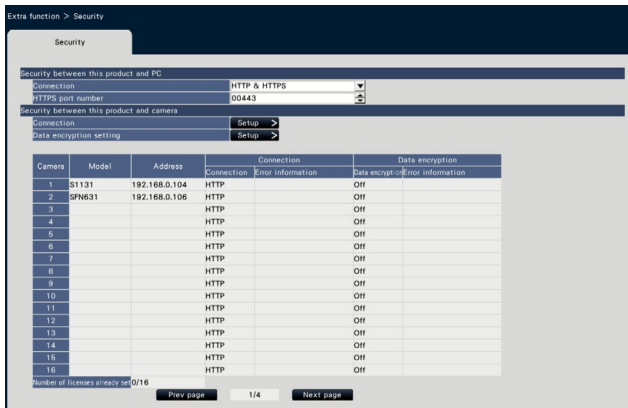 Extra function > Security
Security
Security between this product and PC
Connection HTTP & HTTPS
HTTPS port number 00443
Security between this product and camera
Connection Setup >
Data encryption setting Setup >
Camera Model Address Connection Data encryption
Connection Error information Data encryption Error information
1 S1131 192.168.0.104 HTTP Off
2 SFN631 192.168.0.106 HTTP Off
3 HTTP Off
4 HTTP Off
5 HTTP Off
6 HTTP Off
7 HTTP Off
8 HTTP Off
9 HTTP Off
10 HTTP Off
11 HTTP Off
12 HTTP Off
13 HTTP Off
14 HTTP Off
15 HTTP Off
16 HTTP Off
Number of licenses already set 0/16
Prev page 1/4 Next page